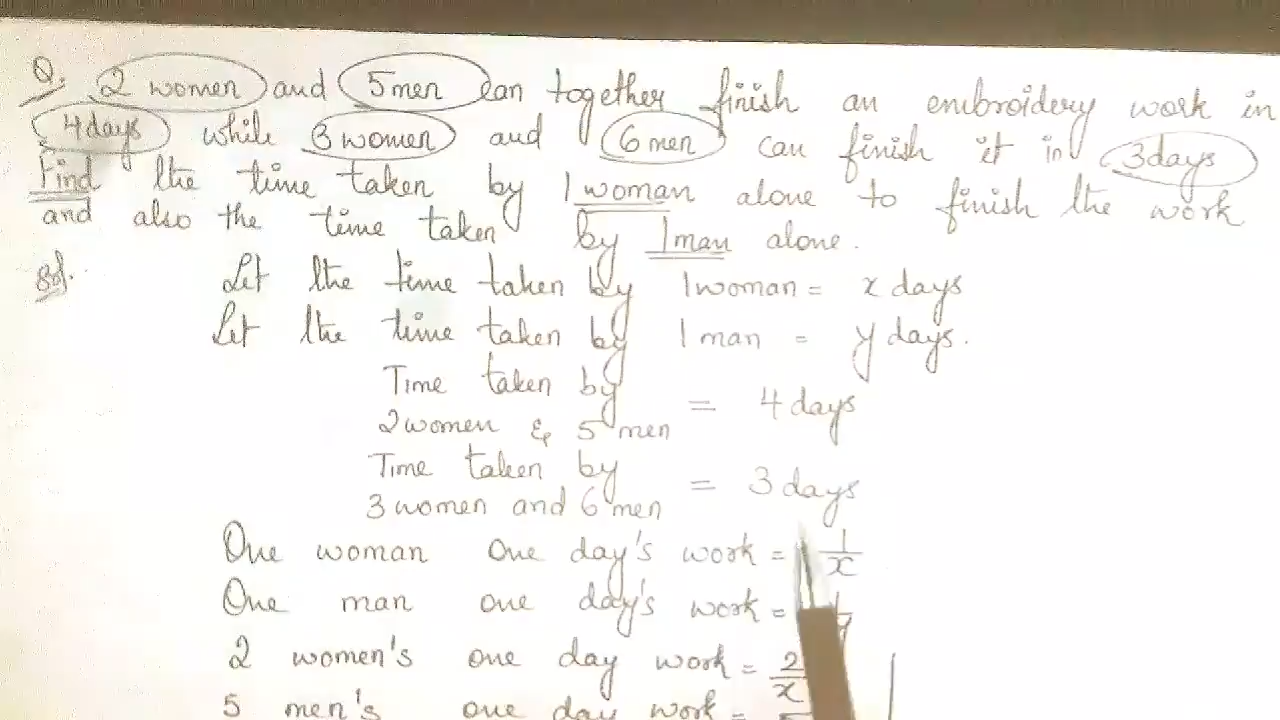 Q. 2 women and 5 men can together finish an embroidery work in
4 days while 3 women and 6 men can finish it in 3 days
Find the time taken by 1 woman alone to finish the work
and also the time taken by 1 man alone.
Sol. Let the time taken by 1 woman = x days
Let the time taken by 1 man = y days.
Time taken by
2 women & 5 men = 4 days
Time taken by
3 women and 6 men = 3 days
One woman one day's work = 1/x
One man one day's work = 1/y
2 women's one day work = 2/x
5 men's one day work =